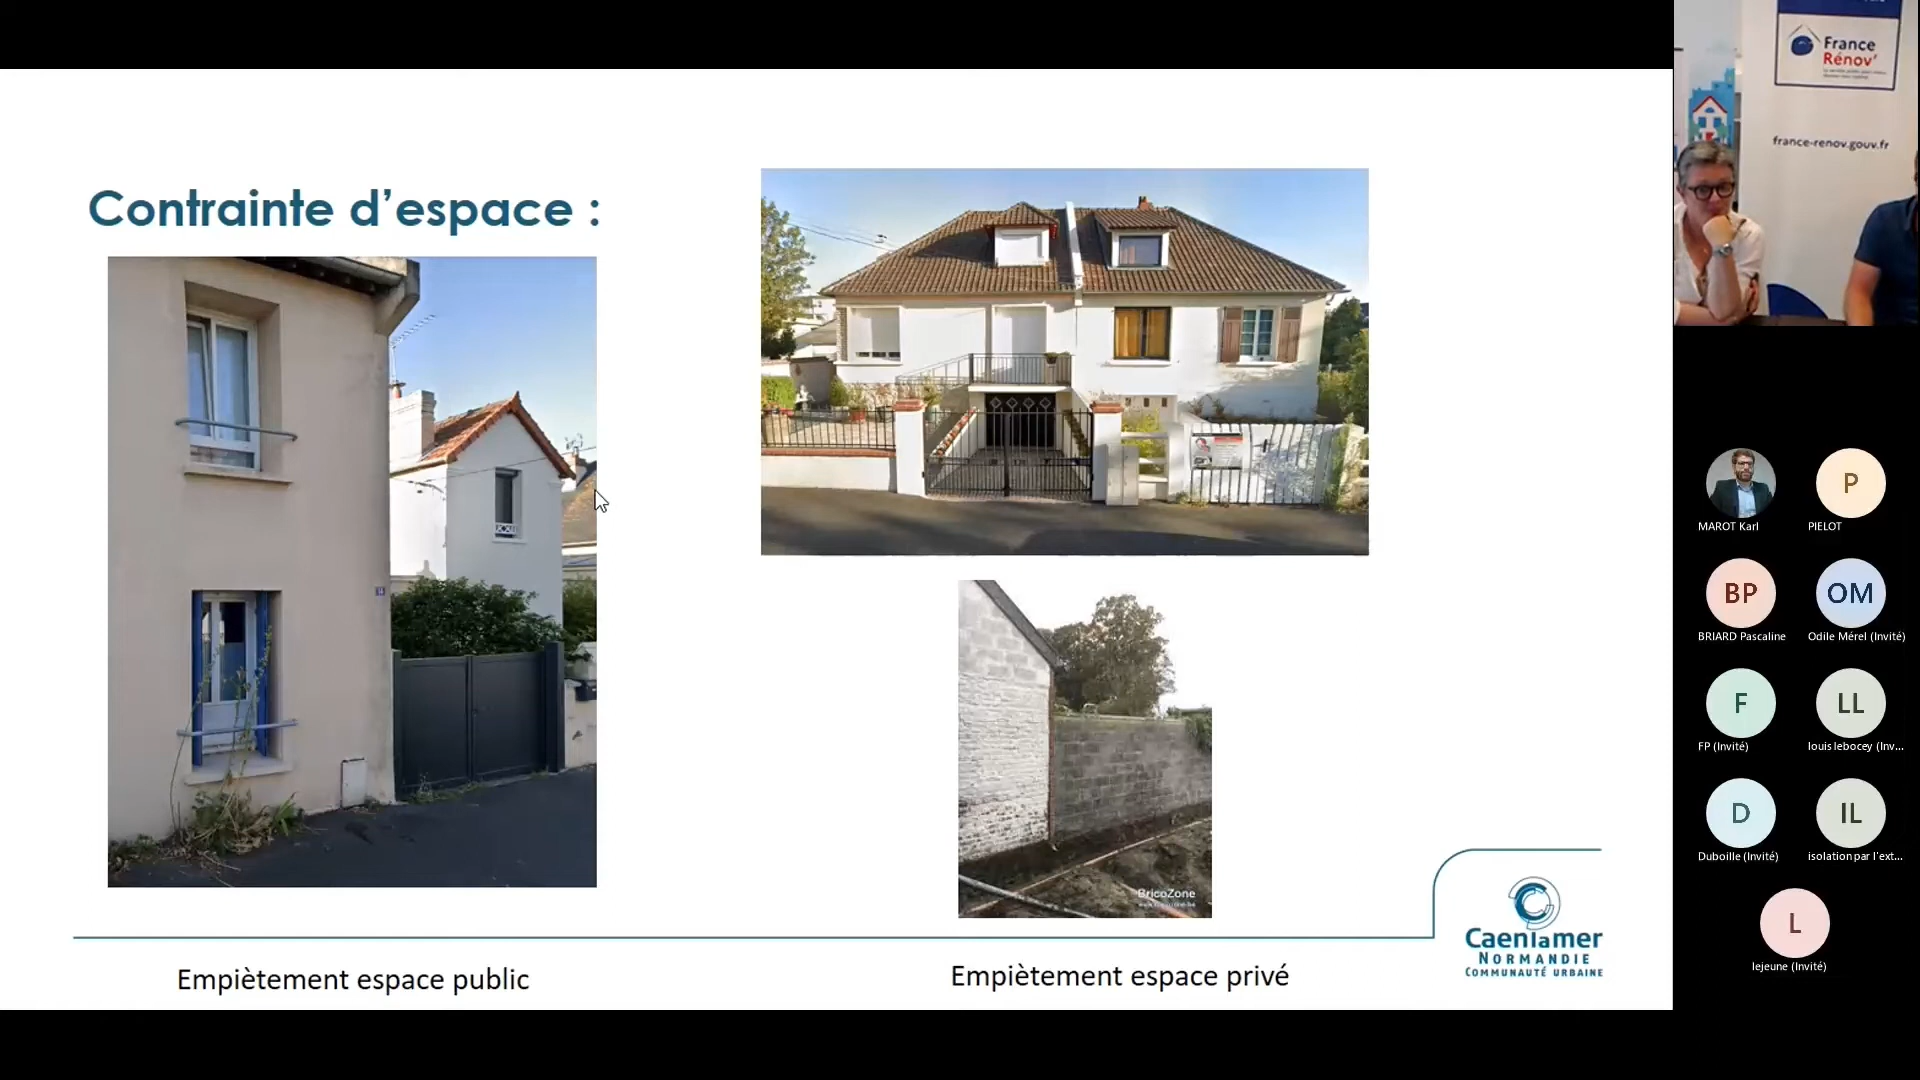 Contrainte d’espace :
BricoZone
Empiètement espace public
Empiètement espace privé
Caenlamer
NORMANDIE
COMMUNAUTÉ URBAINE
France
Rénov'
france-renov.gouv.fr
MAROT Karl
P
PIELOT
BP
BRIARD Pascaline
OM
Odile Mérel (Invité)
F
FP (Invité)
LL
louis lebocey (Inv...
D
Duboille (Invité)
IL
isolation par l'ext...
L
lejeune (Invité)